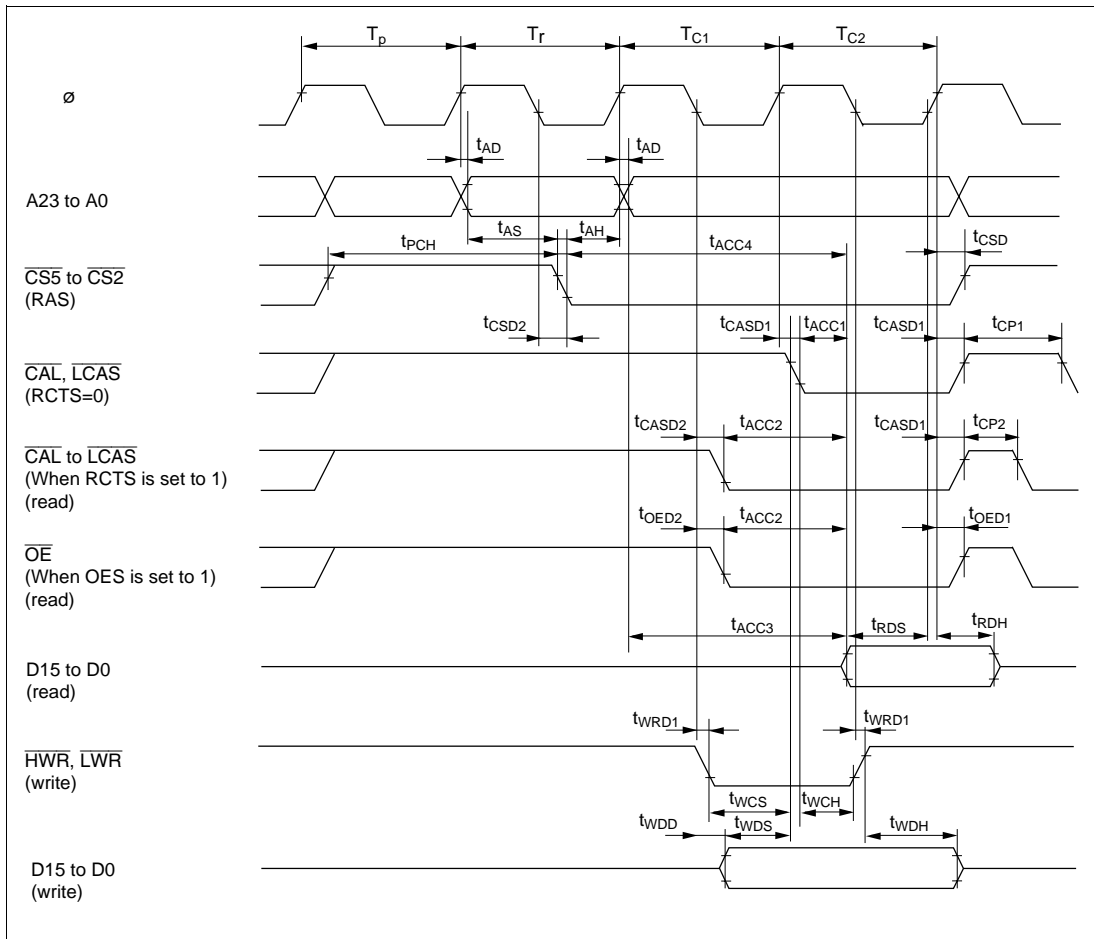 Tp Tr TC1 TC2
ø
tAD tAD
A23 to A0
tAS tAH
tPCH tACC4 tCSD
CS5 to CS2
(RAS)
tCSD2 tCASD1 tACC1 tCASD1 tCP1
CAL, LCAS
(RCTS=0)
tCASD2 tACC2 tCASD1 tCP2
CAL to LCAS
(When RCTS is set to 1)
(read)
tOED2 tACC2 tOED1
OE
(When OES is set to 1)
(read)
tACC3 tRDS tRDH
D15 to D0
(read)
tWRD1 tWRD1
HWR, LWR
(write)
tWCS tWCH
tWDD tWDS tWDH
D15 to D0
(write)